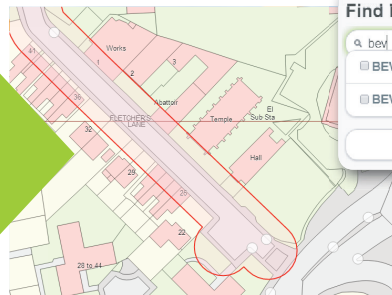 Find
bev
BEV
BEV
41
Works
1
2
3
36
Abattoir
FLETCHER'S
LANE
Temple
El
Sub Sta
32
Hall
29
25
22
28 to 44